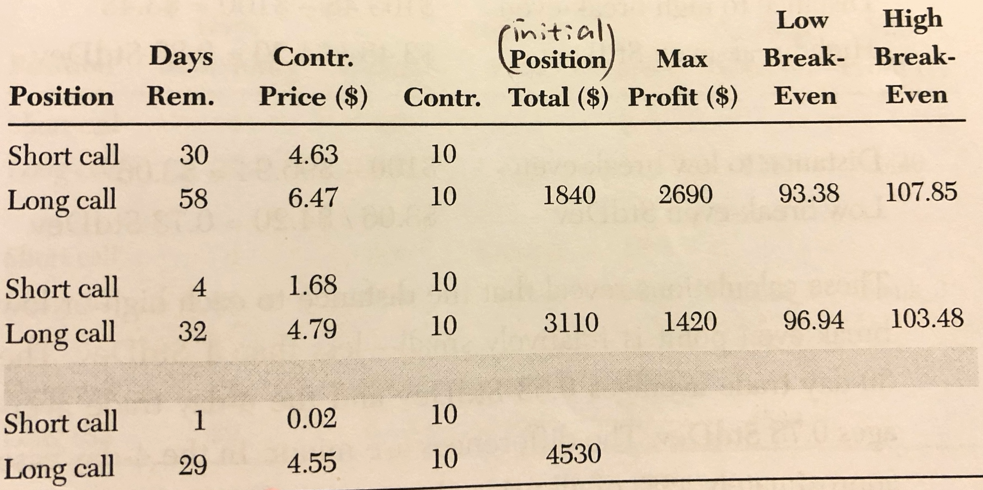 (initial) Low High
Days Contr. (Position) Max Break- Break-
Position Rem. Price ($) Contr. Total ($) Profit ($) Even Even
Short call 30 4.63 10
Long call 58 6.47 10 1840 2690 93.38 107.85
Short call 4 1.68 10
Long call 32 4.79 10 3110 1420 96.94 103.48
Short call 1 0.02 10
Long call 29 4.55 10 4530